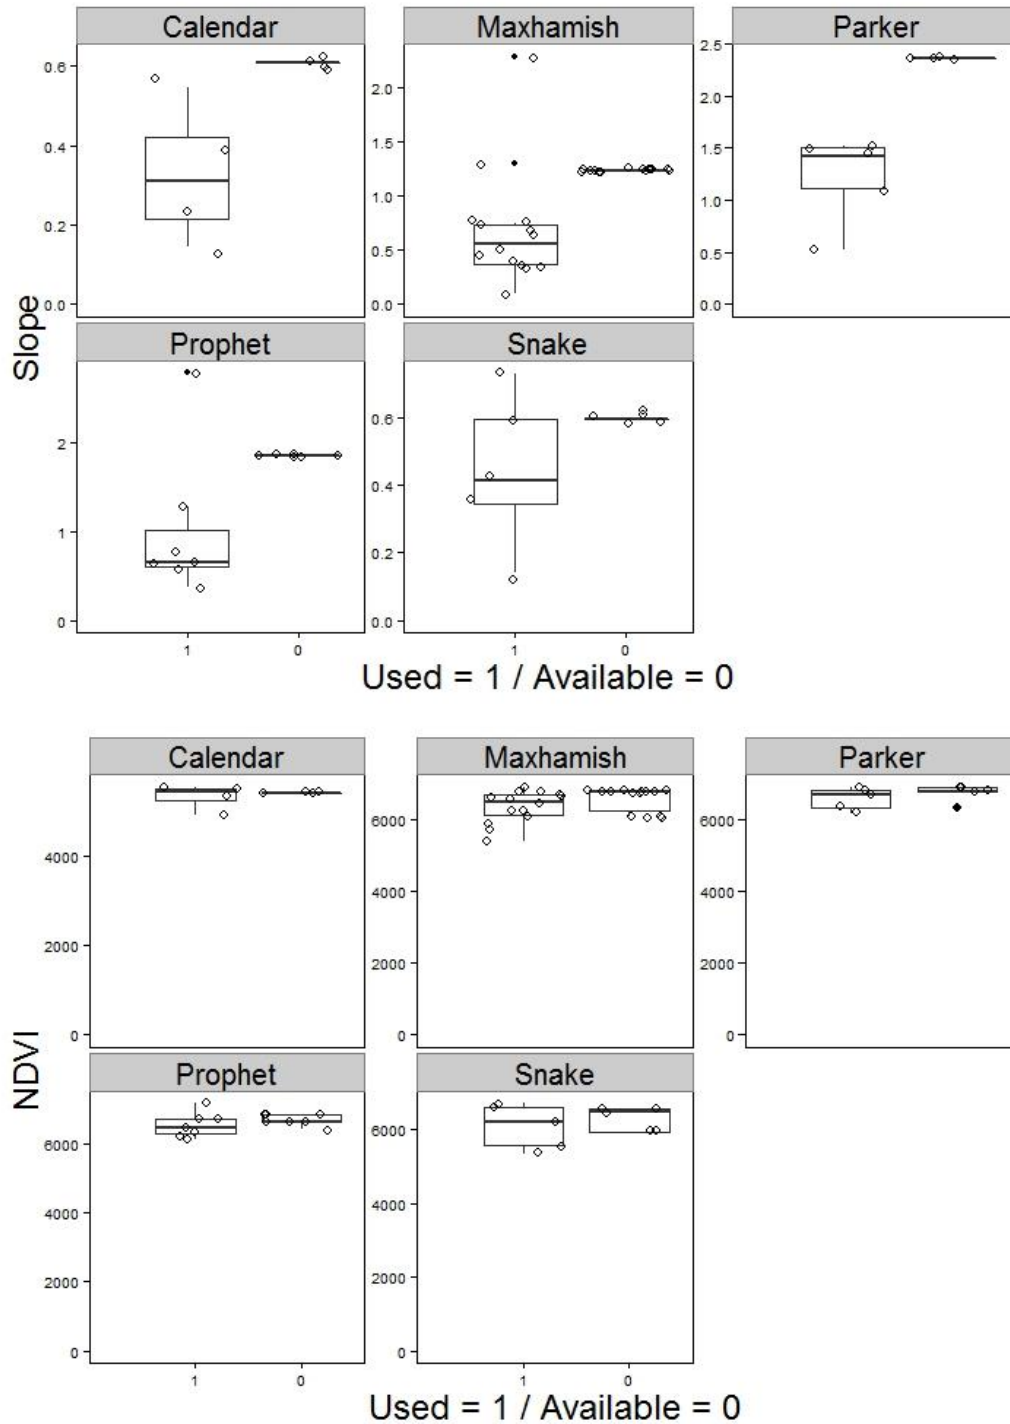 Calendar Maxhamish Parker
0.6 2.0 2.5
0.4 1.5 2.0
0.2 1.0 1.5
0.0 0.5 1.0
0.0 0.5
0.0
Slope
Prophet Snake
2 0.6
1 0.4
0 0.2
0.0
1 0 1 0
Used = 1 / Available = 0
Calendar Maxhamish Parker
4000 6000 6000
2000 4000 4000
0 2000 2000
0 0
NDVI
Prophet Snake
6000 6000
4000 4000
2000 2000
0 0
1 0 1 0
Used = 1 / Available = 0